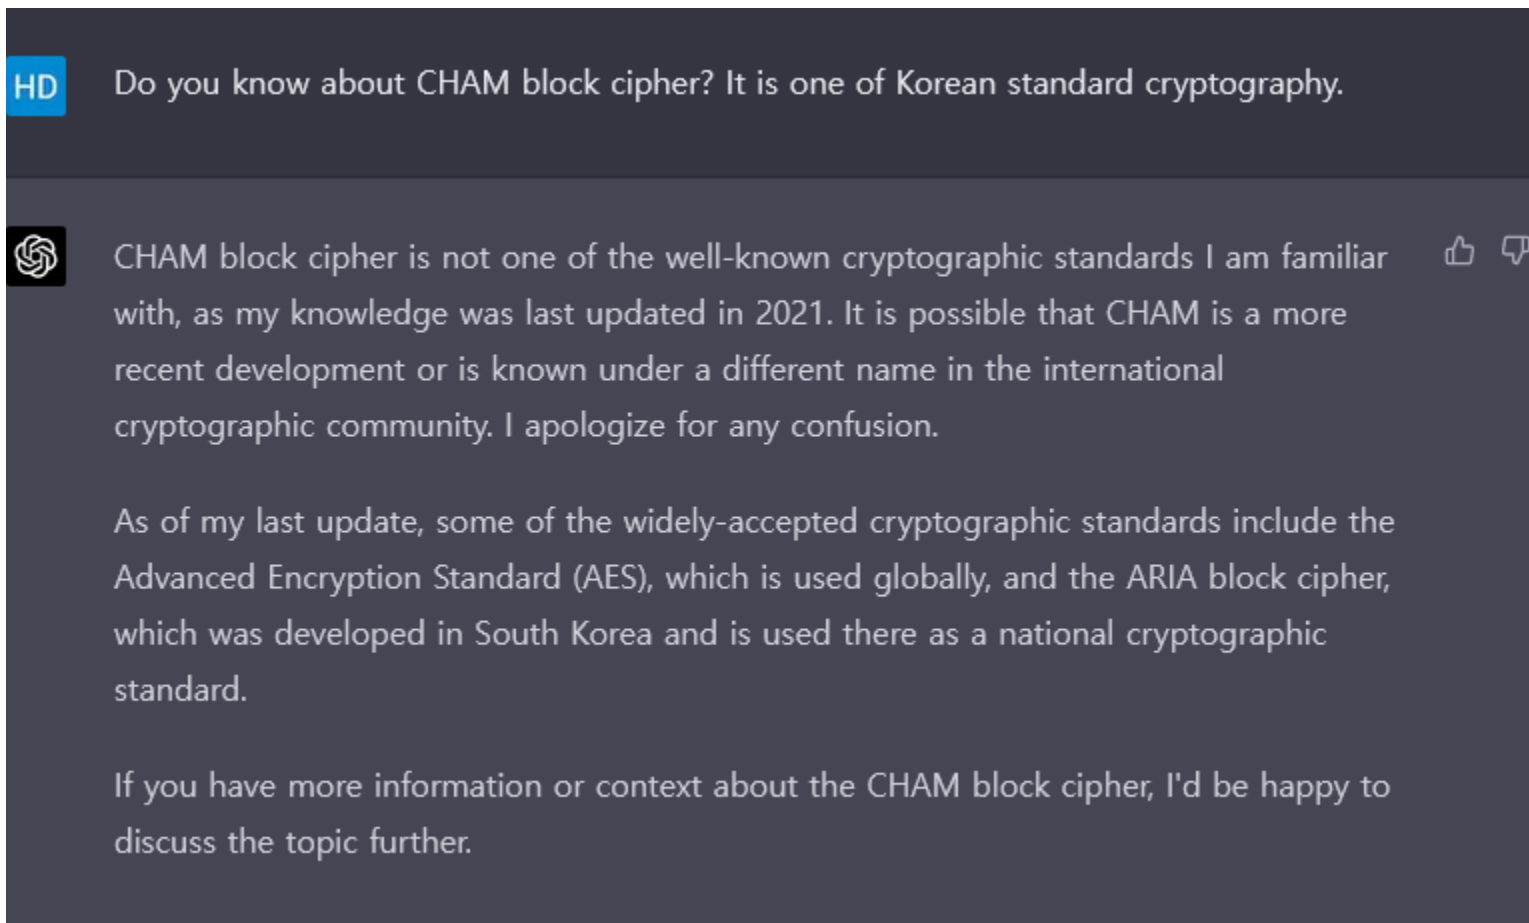 HD
Do you know about CHAM block cipher? It is one of Korean standard cryptography.
CHAM block cipher is not one of the well-known cryptographic standards I am familiar
with, as my knowledge was last updated in 2021. It is possible that CHAM is a more
recent development or is known under a different name in the international
cryptographic community. I apologize for any confusion.
As of my last update, some of the widely-accepted cryptographic standards include the
Advanced Encryption Standard (AES), which is used globally, and the ARIA block cipher,
which was developed in South Korea and is used there as a national cryptographic
standard.
If you have more information or context about the CHAM block cipher, I'd be happy to
discuss the topic further.